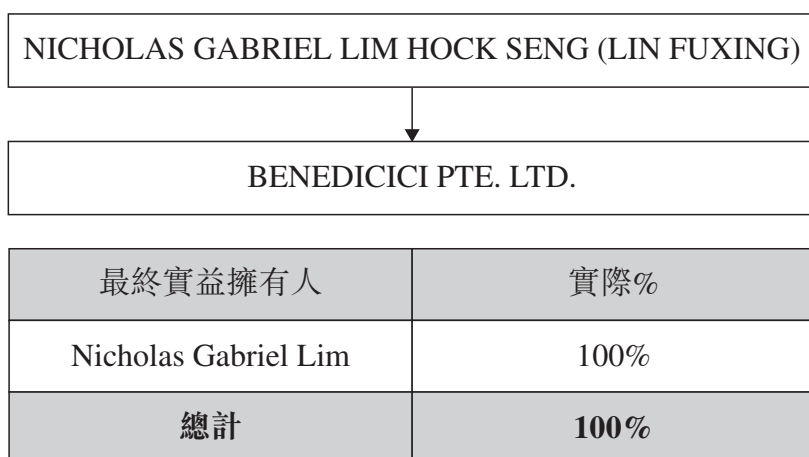 NICHOLAS GABRIEL LIM HOCK SENG (LIN FUXING)
BENEDICICI PTE. LTD.
最終實益擁有人 實際%
Nicholas Gabriel Lim 100%
總計 100%